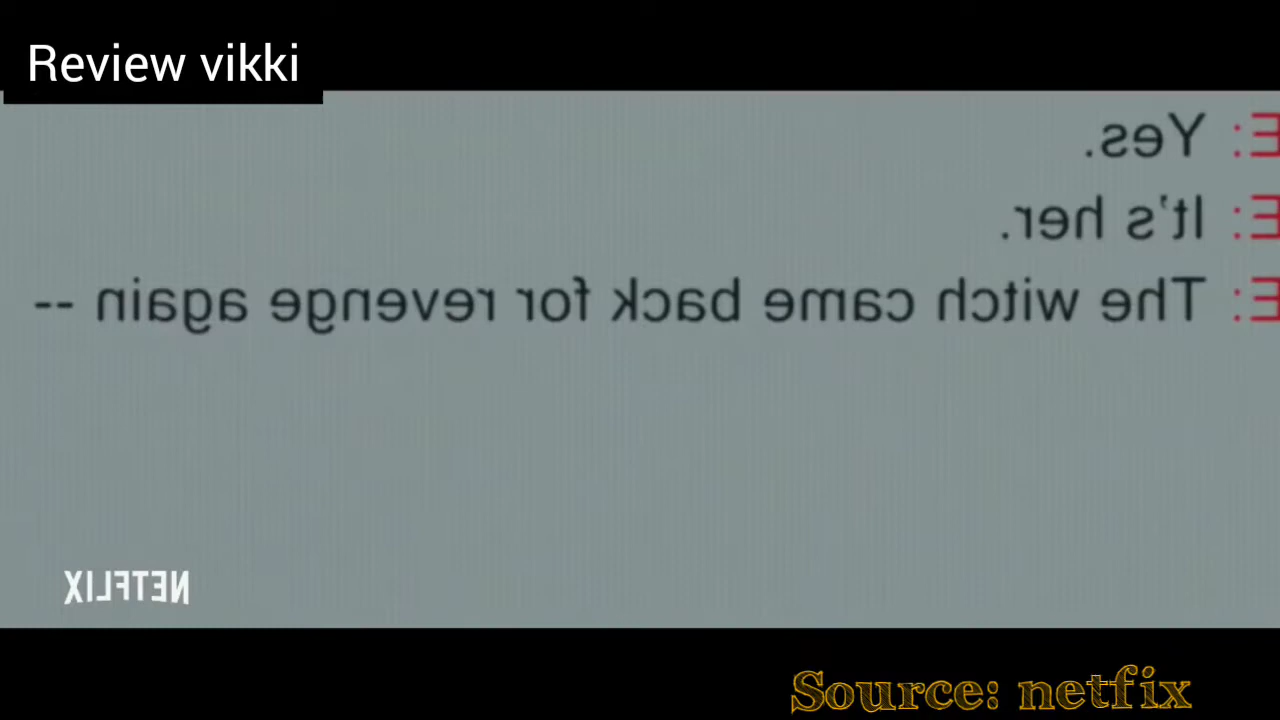 Review vikki
E: Yes.
E: It's her.
E: The witch came back for revenge again --
NETFLIX
Source: netfix